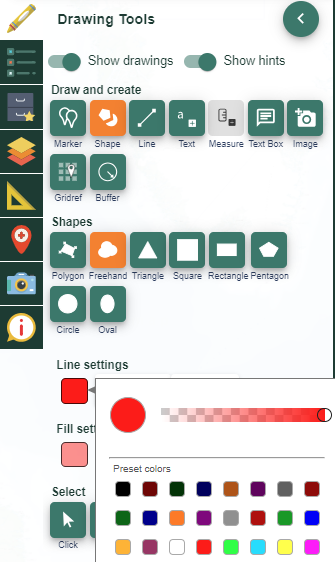 Drawing Tools
Show drawings Show hints
Draw and create
a
Marker Shape Line Text Measure Text Box Image
Gridref Buffer
Shapes
Polygon Freehand Triangle Square Rectangle Pentagon
Circle Oval
Line settings
Fill sett
Preset colors
Select
Click